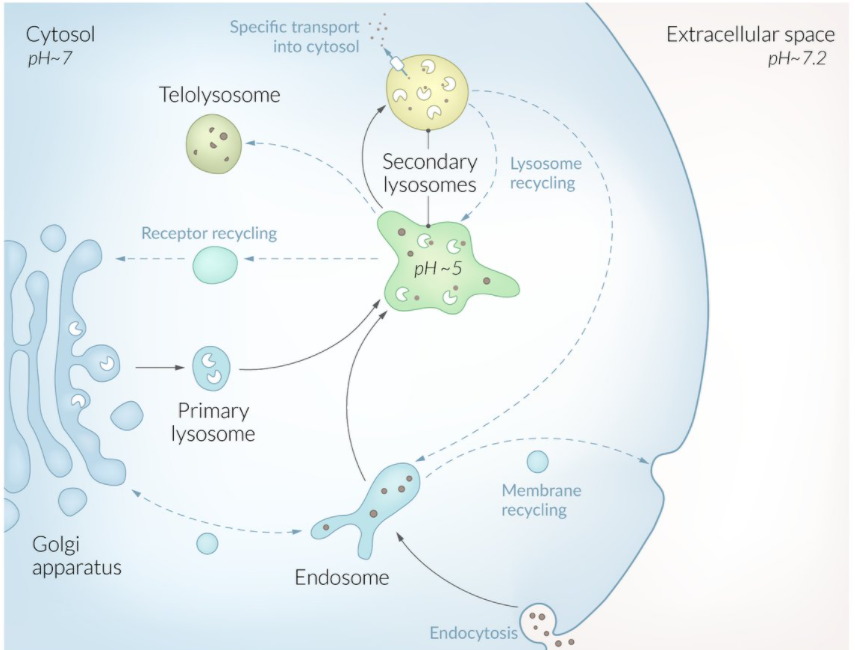 Cytosol
pH~7
Specific transport
into cytosol
Extracellular space
pH~7.2
Telolysosome
Secondary
lysosomes
Lysosome
recycling
Receptor recycling
pH ~5
Primary
lysosome
Membrane
recycling
Golgi
apparatus
Endosome
Endocytosis